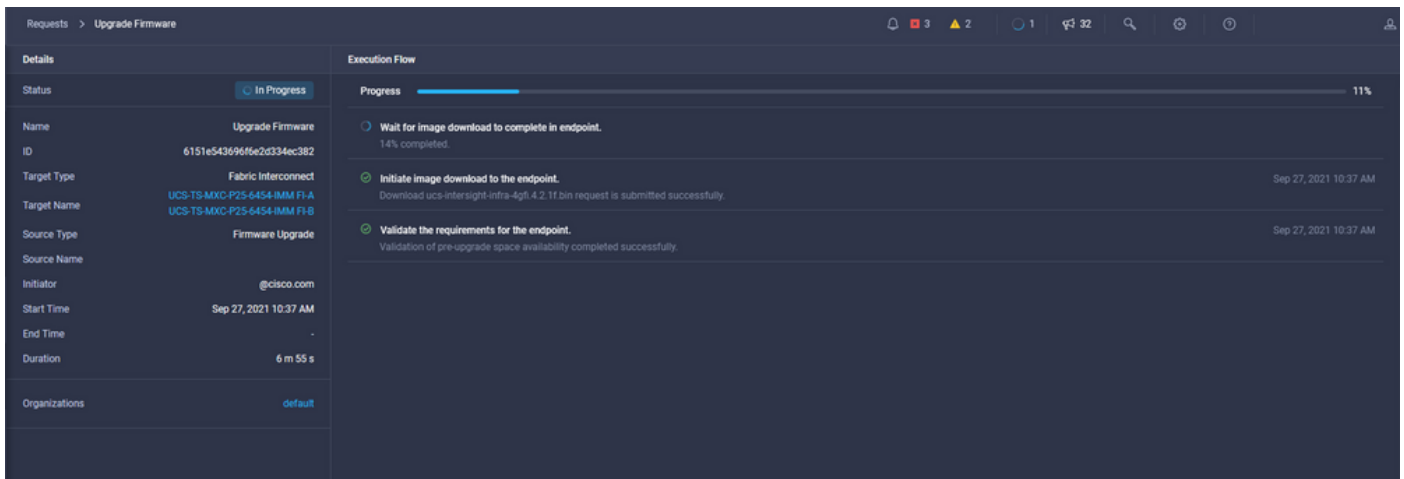 Requests > Upgrade Firmware
3
2
1
32
Details
Status In Progress
Name Upgrade Firmware
ID 6151e543696f6e2d334ec382
Target Type Fabric Interconnect
Target Name UCS-TS-MXC-P25-6454-IMM FI-A
UCS-TS-MXC-P25-6454-IMM FI-B
Source Type Firmware Upgrade
Source Name
Initiator @cisco.com
Start Time Sep 27, 2021 10:37 AM
End Time -
Duration 6 m 55 s
Organizations default
Execution Flow
Progress 11%
Wait for image download to complete in endpoint.
14% completed.
Initiate image download to the endpoint. Sep 27, 2021 10:37 AM
Download ucs-intersight-infra-4gfi.4.2.1f.bin request is submitted successfully.
Validate the requirements for the endpoint. Sep 27, 2021 10:37 AM
Validation of pre-upgrade space availability completed successfully.